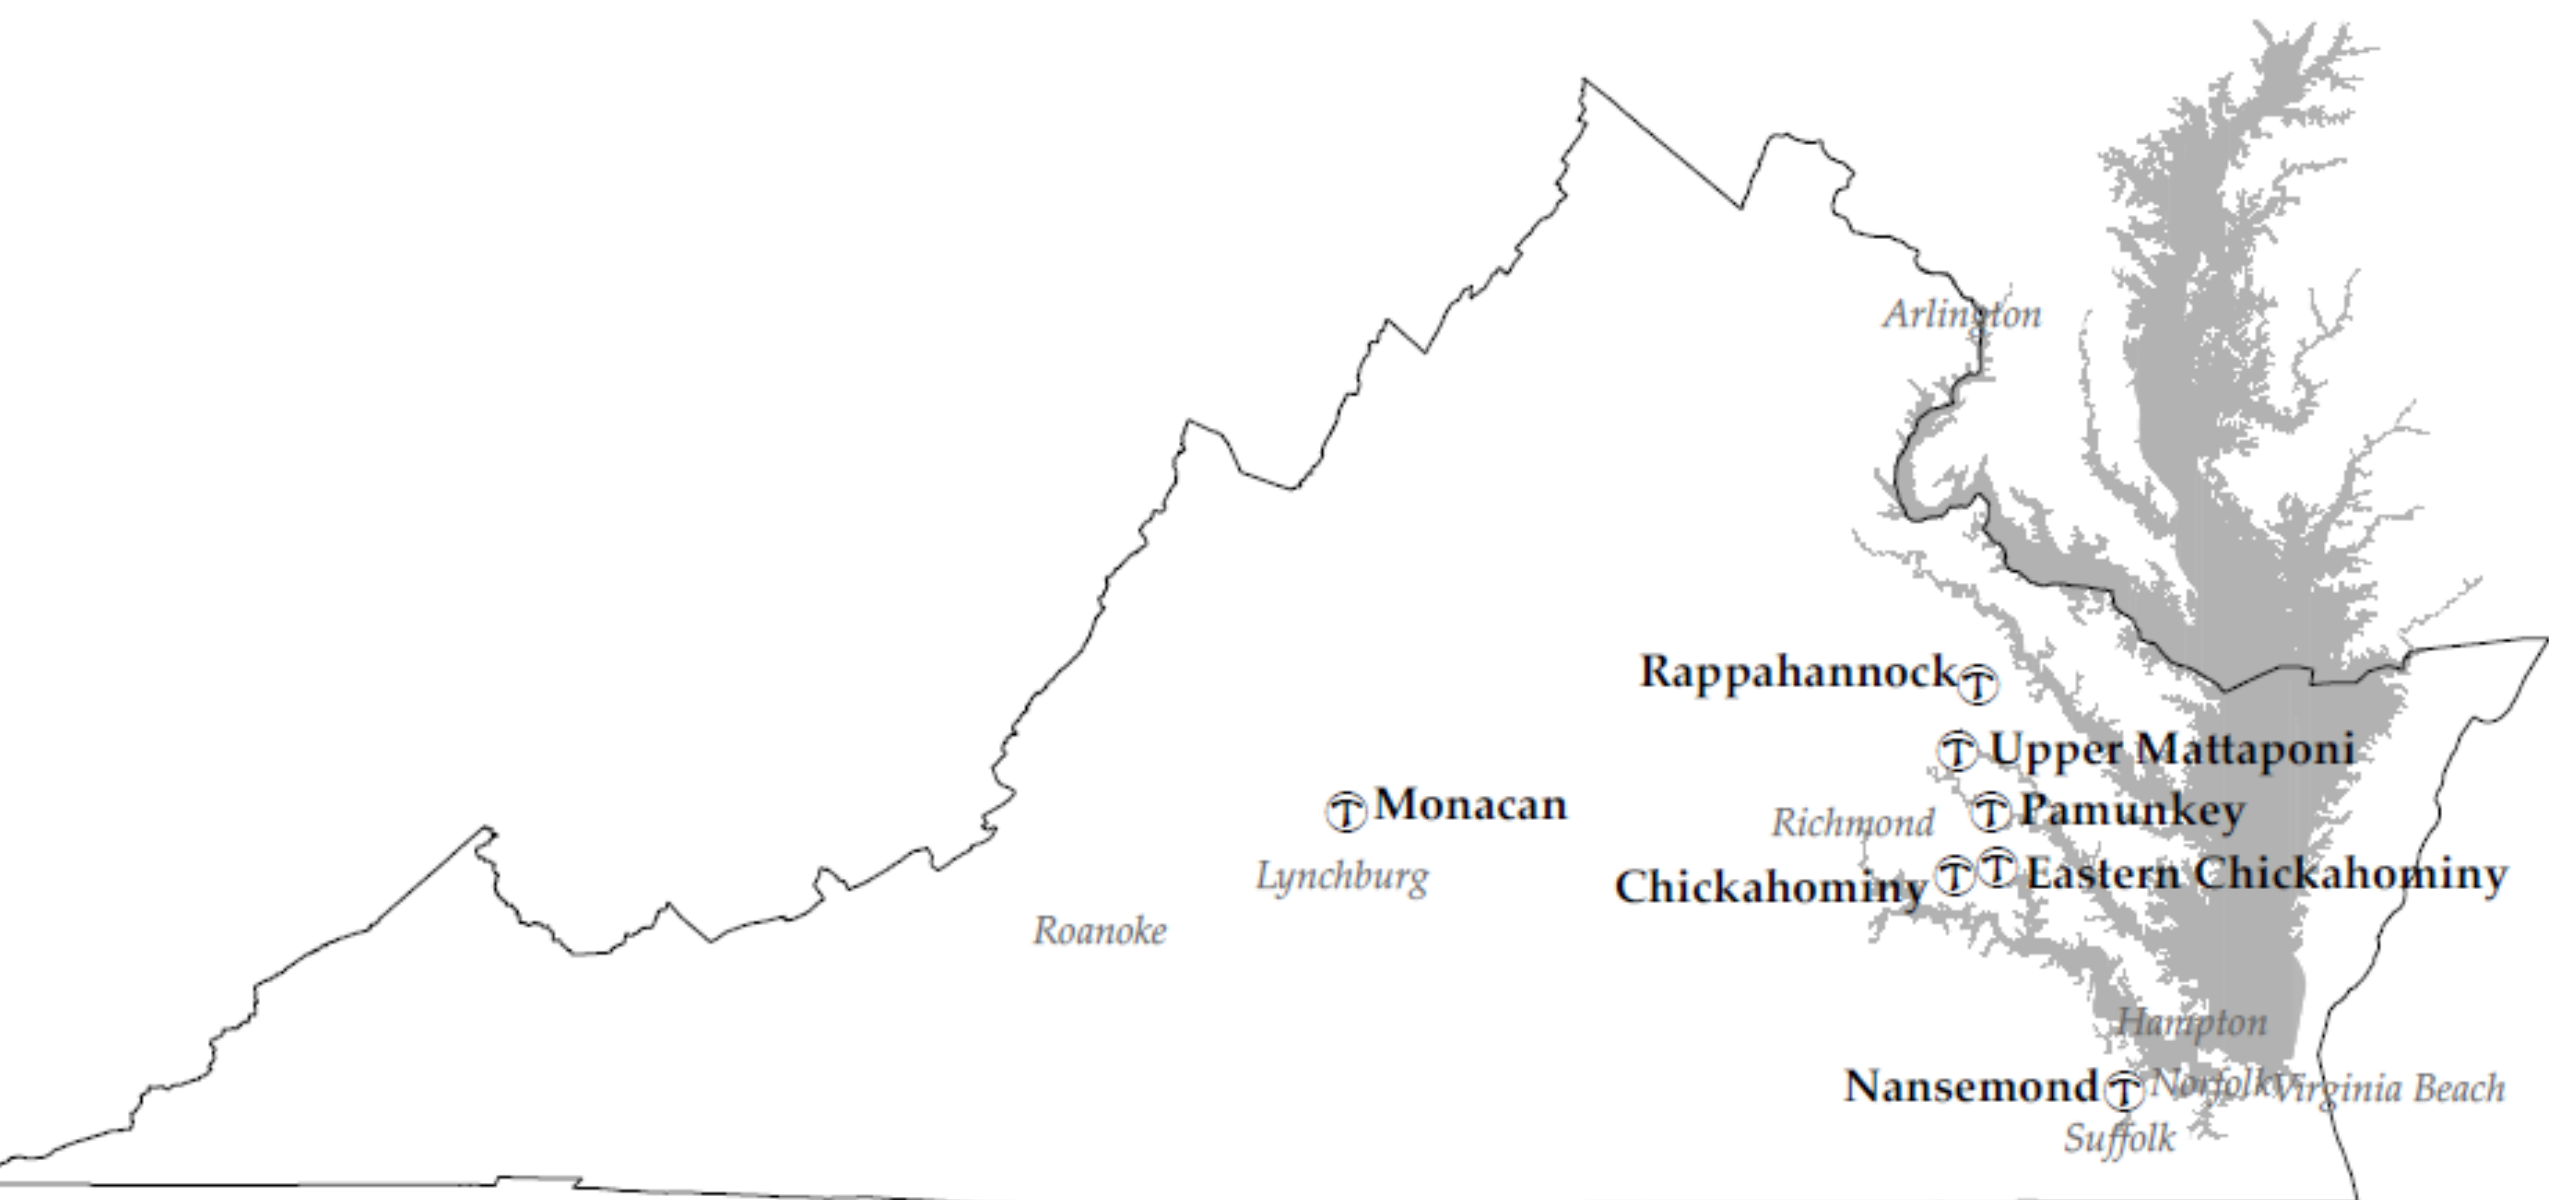 Arlington
Rappahannock
Upper Mattaponi
Monacan
Richmond
Pamunkey
Lynchburg
Chickahominy
Eastern Chickahominy
Roanoke
Hampton
Nansemond
Norfolk
Virginia Beach
Suffolk